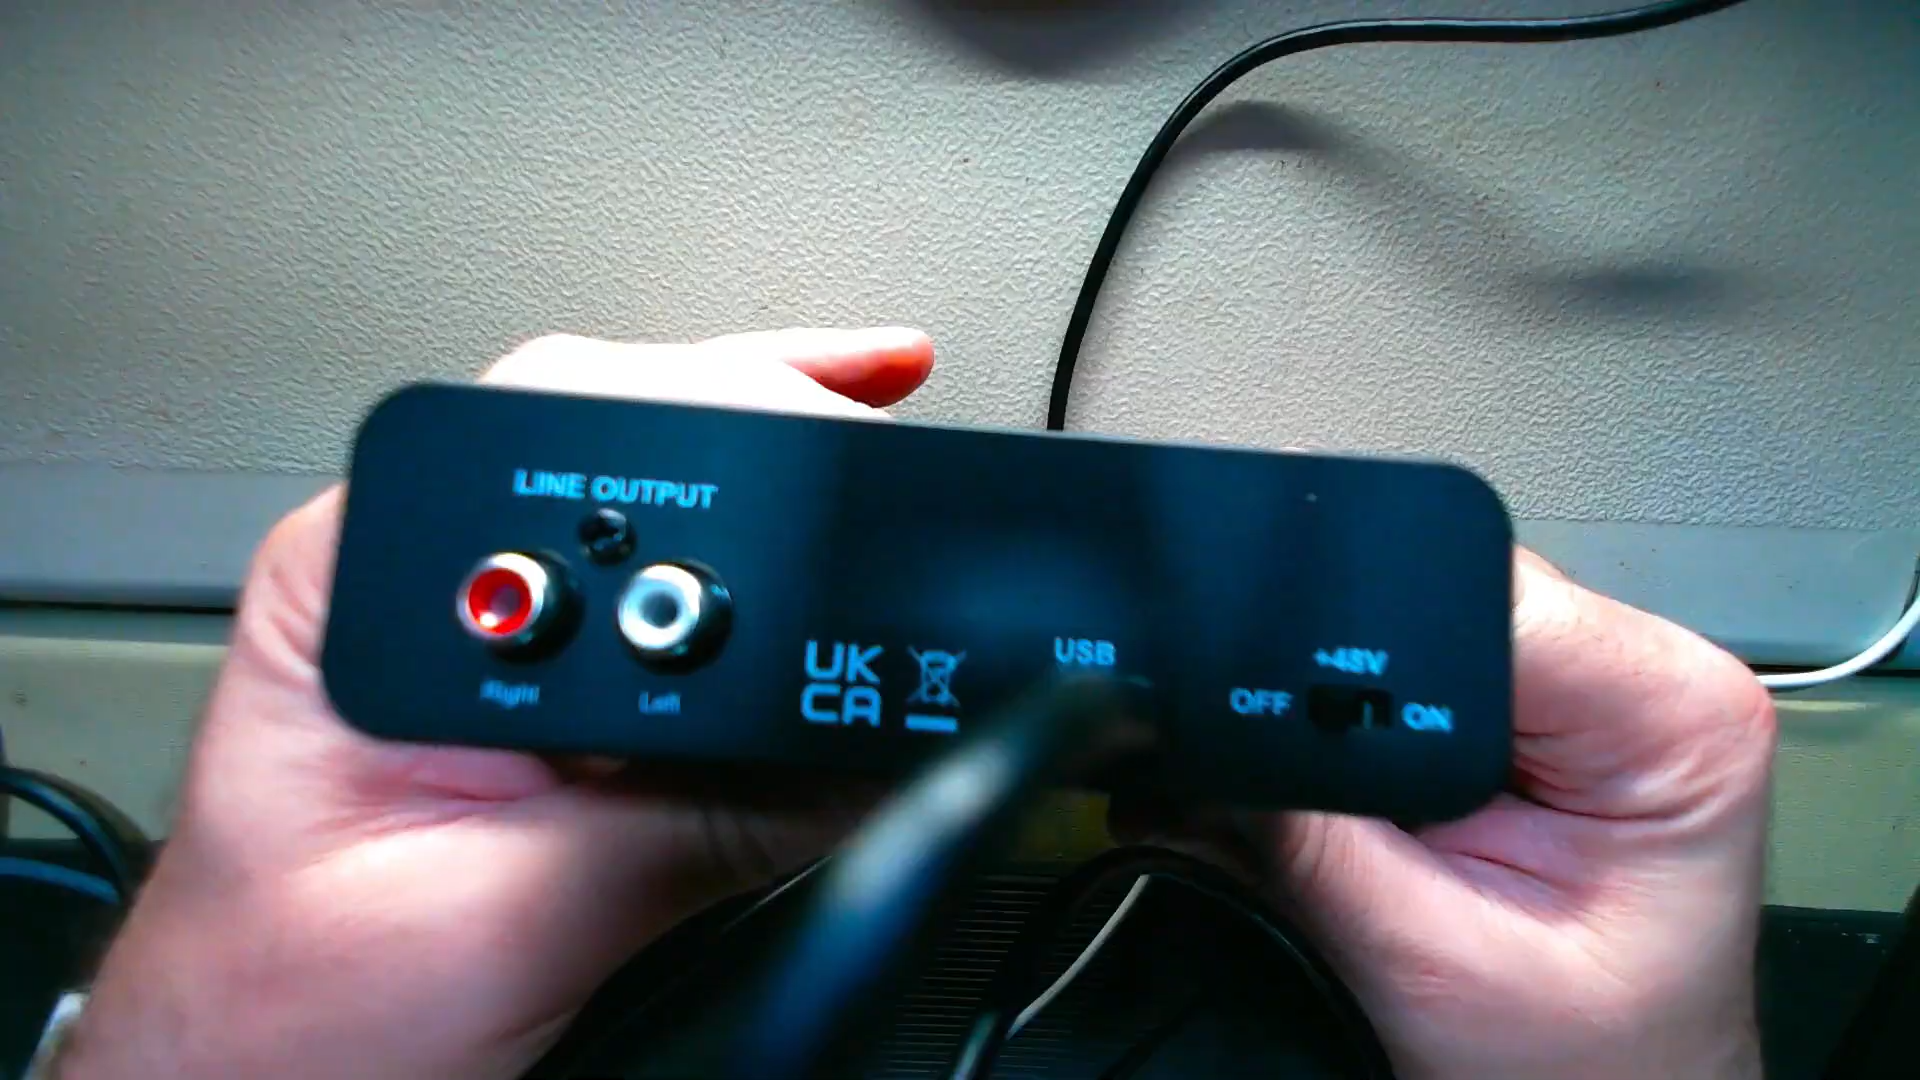 LINE OUTPUT
Right
Left
UK
CA
USB
+48V
OFF
ON